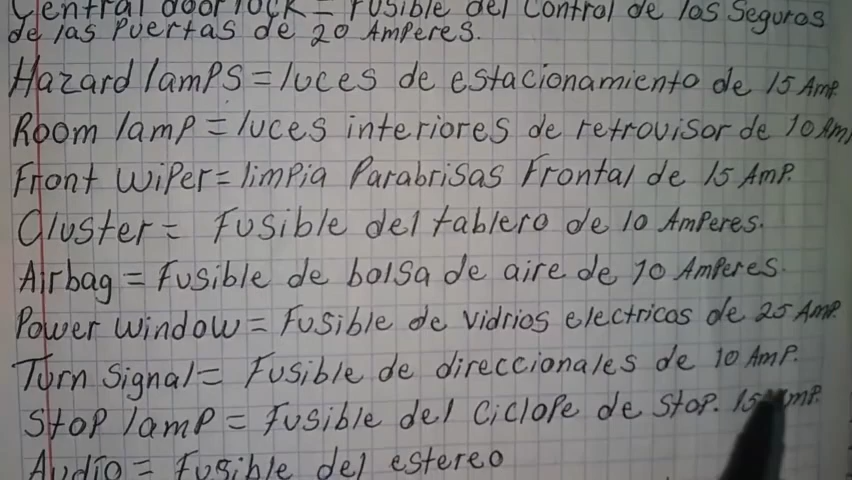 Central doorlock = Fusible del Control de los Seguros
de las Puertas de 20 Amperes.
Hazard lamps = luces de estacionamiento de 15 Amp.
Room lamp = luces interiores de retrovisor de 10 Am
Front Wiper = limpia Parabrisas Frontal de 15 Amp.
Cluster = Fusible del tablero de 10 Amperes.
Airbag = Fusible de bolsa de aire de 10 Amperes.
Power Window = Fusible de vidrios electricos de 25 Amp.
Turn Signal = Fusible de direccionales de 10 Amp.
Stop lamp = Fusible del Ciclope de Stop. 15 Amp.
Audio = Fusible del estereo